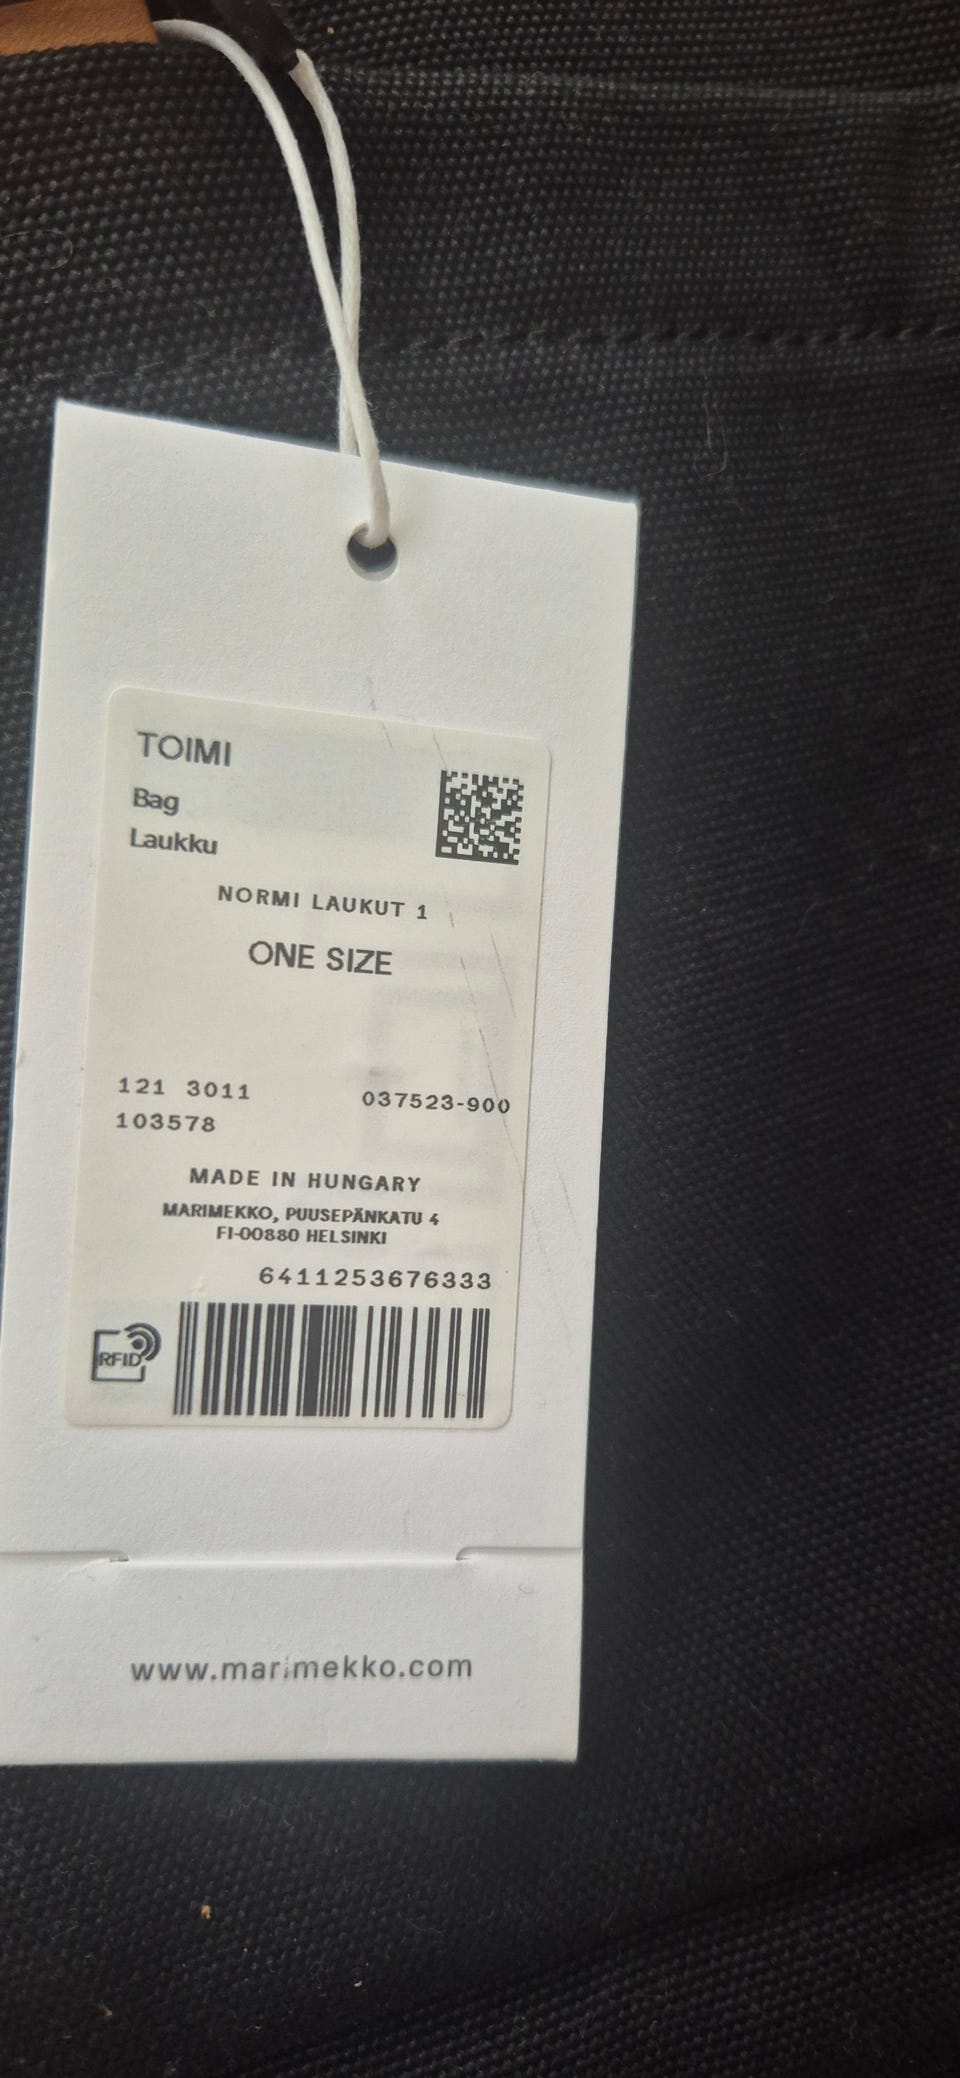 TOIMI
Bag
Laukku
NORMI LAUKUT 1
ONE SIZE
121 3011 037523-900
103578
MADE IN HUNGARY
MARIMEKKO, PUUSEPÄNKATU 4
FI-00880 HELSINKI
6411253676333
RFID
www.marimekko.com